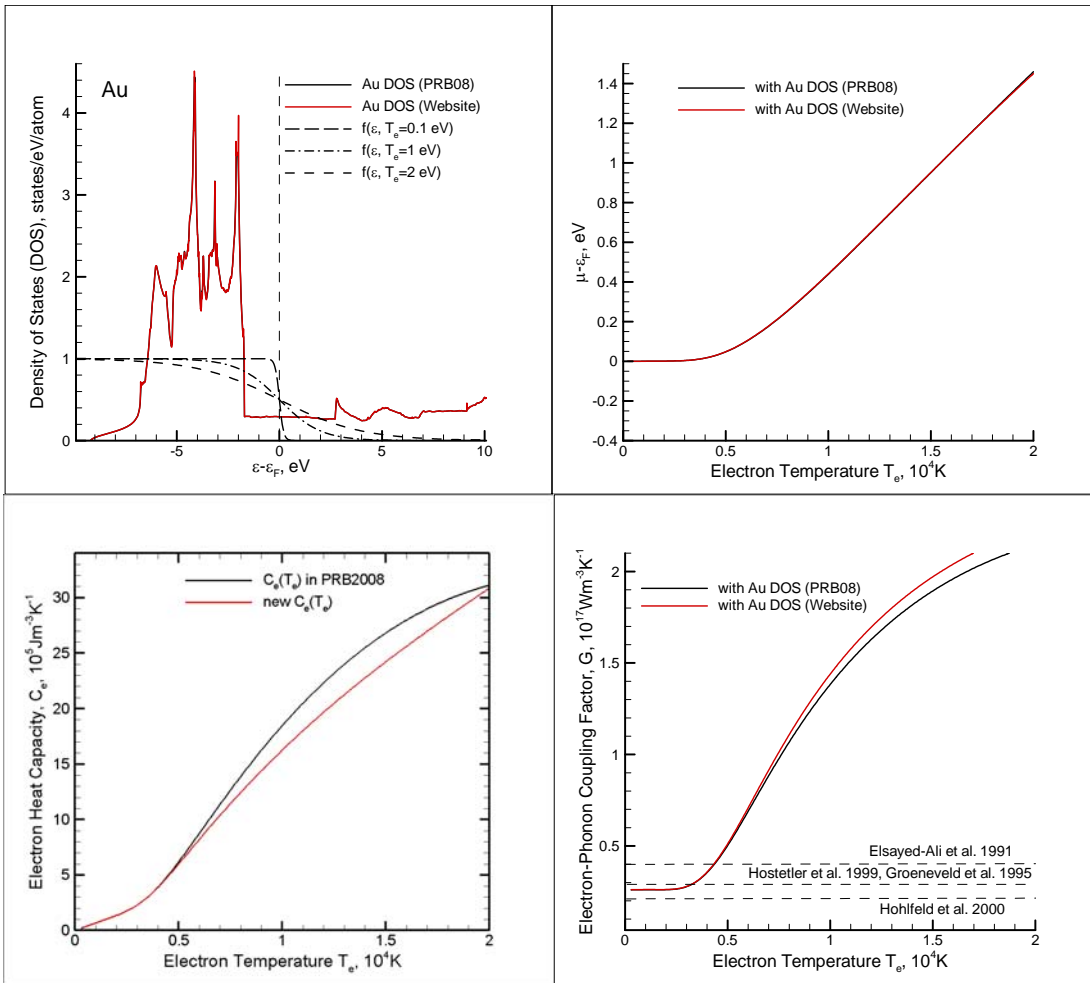 Au
Au DOS (PRB08)
Au DOS (Website)
f(ε, Tₑ=0.1 eV)
f(ε, Tₑ=1 eV)
f(ε, Tₑ=2 eV)
Density of States (DOS), states/eV/atom
4
3
2
1
0
-5
0
5
10
ε-ε_F, eV
with Au DOS (PRB08)
with Au DOS (Website)
μ-ε_F, eV
1.4
1.2
1
0.8
0.6
0.4
0.2
0
-0.2
-0.4
0
0.5
1
1.5
2
Electron Temperature Tₑ, 10⁴K
Cₑ(Tₑ) in PRB2008
new Cₑ(Tₑ)
Electron Heat Capacity, Cₑ, 10⁵Jm⁻³K⁻¹
30
25
20
15
10
5
0
0
0.5
1
1.5
2
Electron Temperature Tₑ, 10⁴K
with Au DOS (PRB08)
with Au DOS (Website)
Electron-Phonon Coupling Factor, G, 10¹⁷Wm⁻³K⁻¹
2
1.5
1
0.5
Elsayed-Ali et al. 1991
Hostetler et al. 1999, Groeneveld et al. 1995
Hohlfeld et al. 2000
0
0.5
1
1.5
2
Electron Temperature Tₑ, 10⁴K